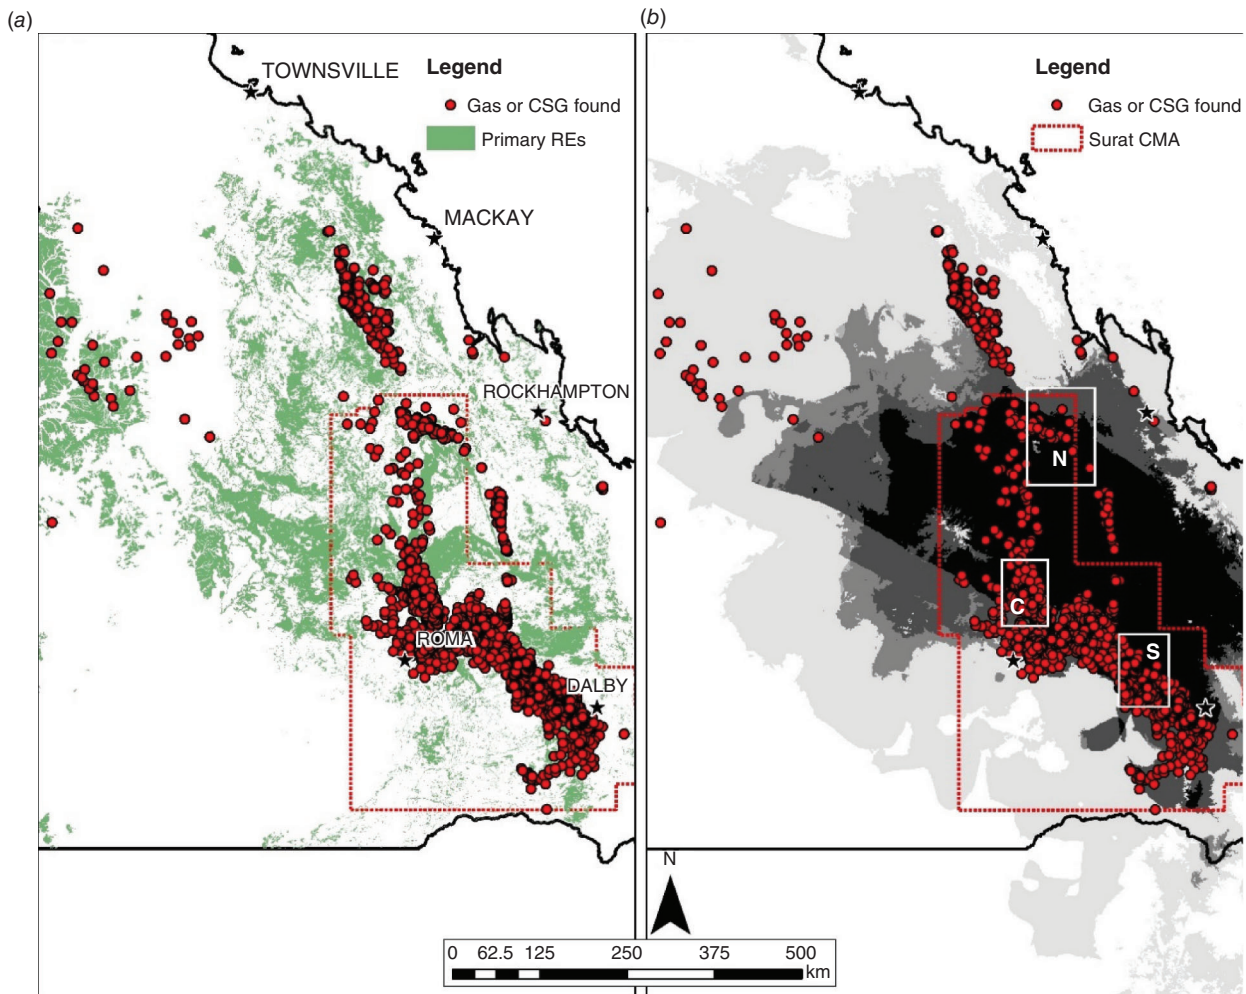 (a)
TOWNSVILLE
Legend
Gas or CSG found
Primary REs
MACKAY
ROCKHAMPTON
ROMA
DALBY
(b)
Legend
Gas or CSG found
Surat CMA
N
C
S
N
0 62.5 125 250 375 500
km